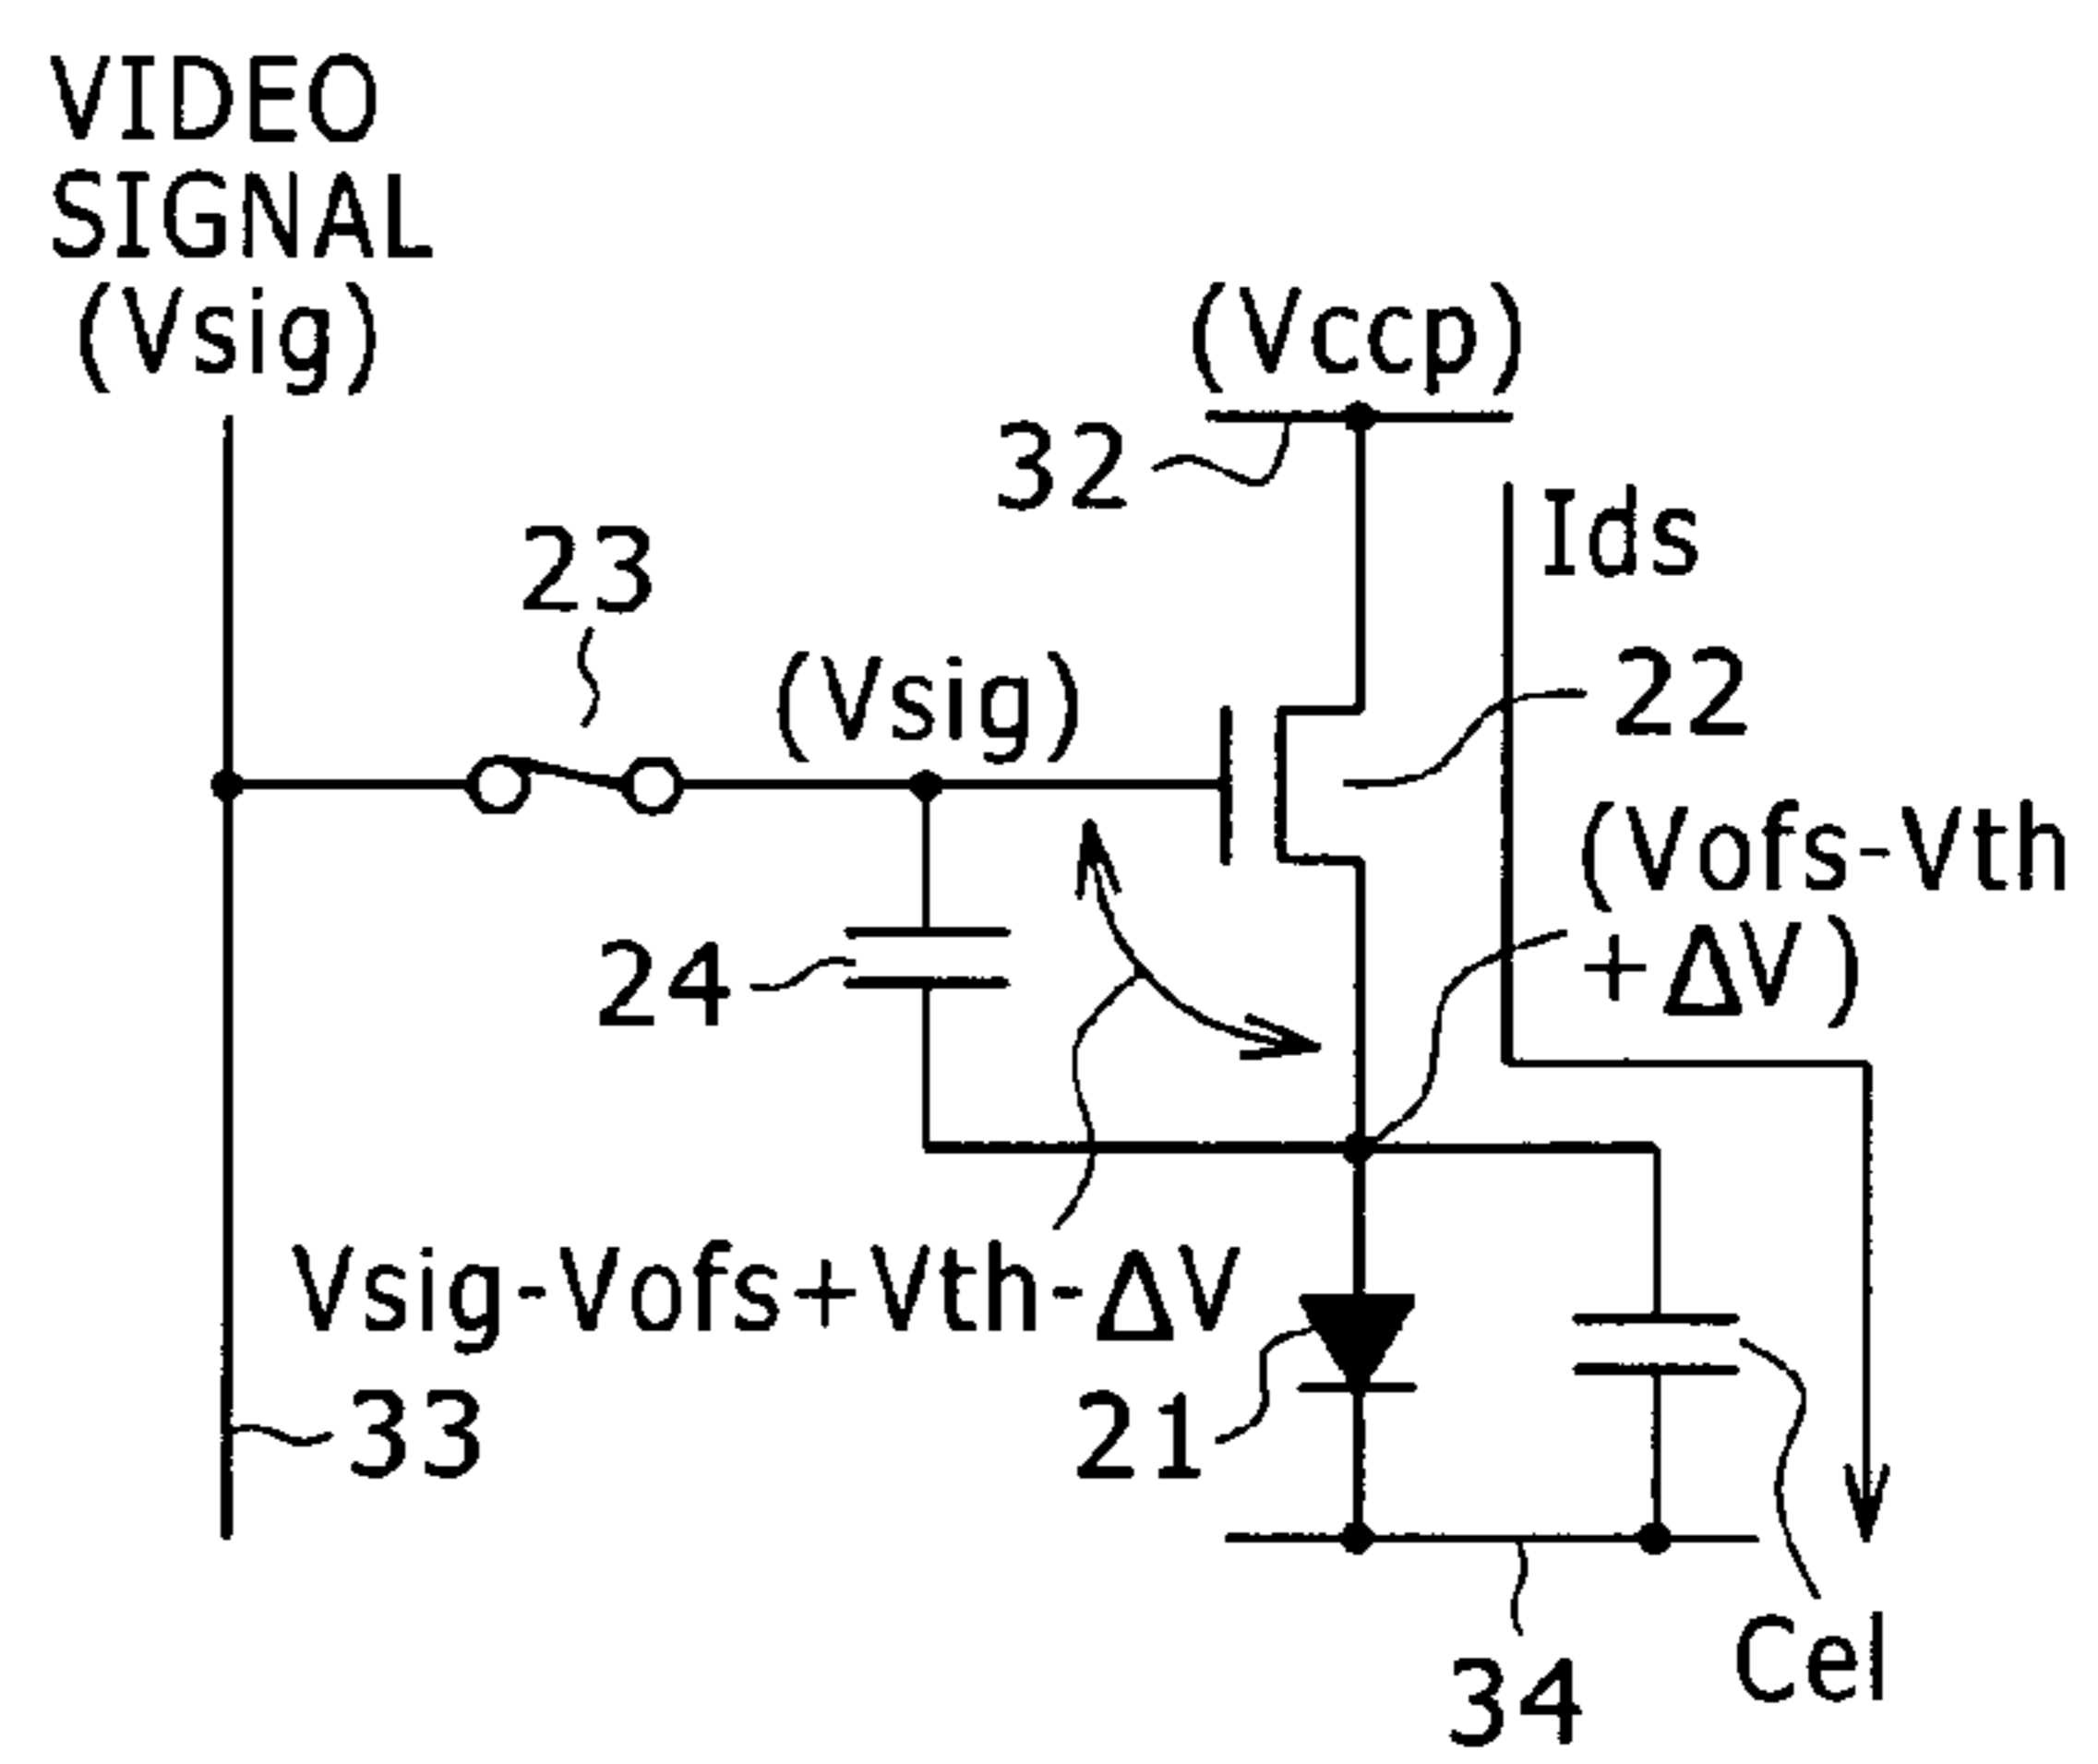 VIDEO
SIGNAL
(Vsig)
(Vccp)
32
Ids
23
(Vsig)
22
(Vofs-Vth
+ΔV)
24
Vsig-Vofs+Vth-ΔV
33
21
Cel
34